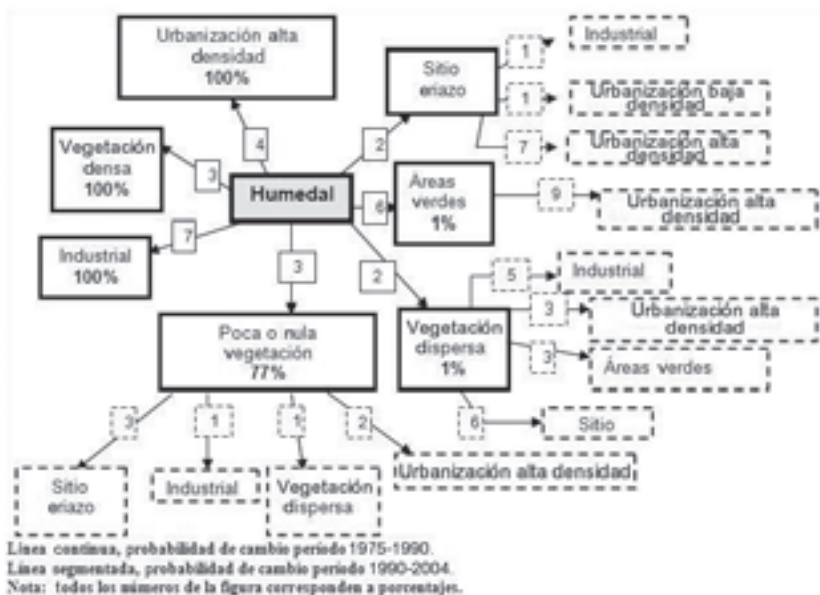 Urbanización alta
densidad
100%
Sitio
eriazo
1
Industrial
1
Urbanización baja
densidad
7
Urbanización alta
densidad
4
2
Vegetación
densa
100%
3
Humedal
6
Áreas
verdes
1%
9
Urbanización alta
densidad
7
Industrial
100%
3
2
5
Industrial
Poca o nula
vegetación
77%
Vegetación
dispersa
1%
3
Urbanización alta
densidad
3
Áreas verdes
6
Sitio
3
1
1
2
Sitio
eriazo
Industrial
Vegetación
dispersa
Urbanización alta densidad
Línea continua, probabilidad de cambio período 1975-1990.
Línea segmentada, probabilidad de cambio período 1990-2004.
Nota: todos los números de la figura corresponden a porcentajes.